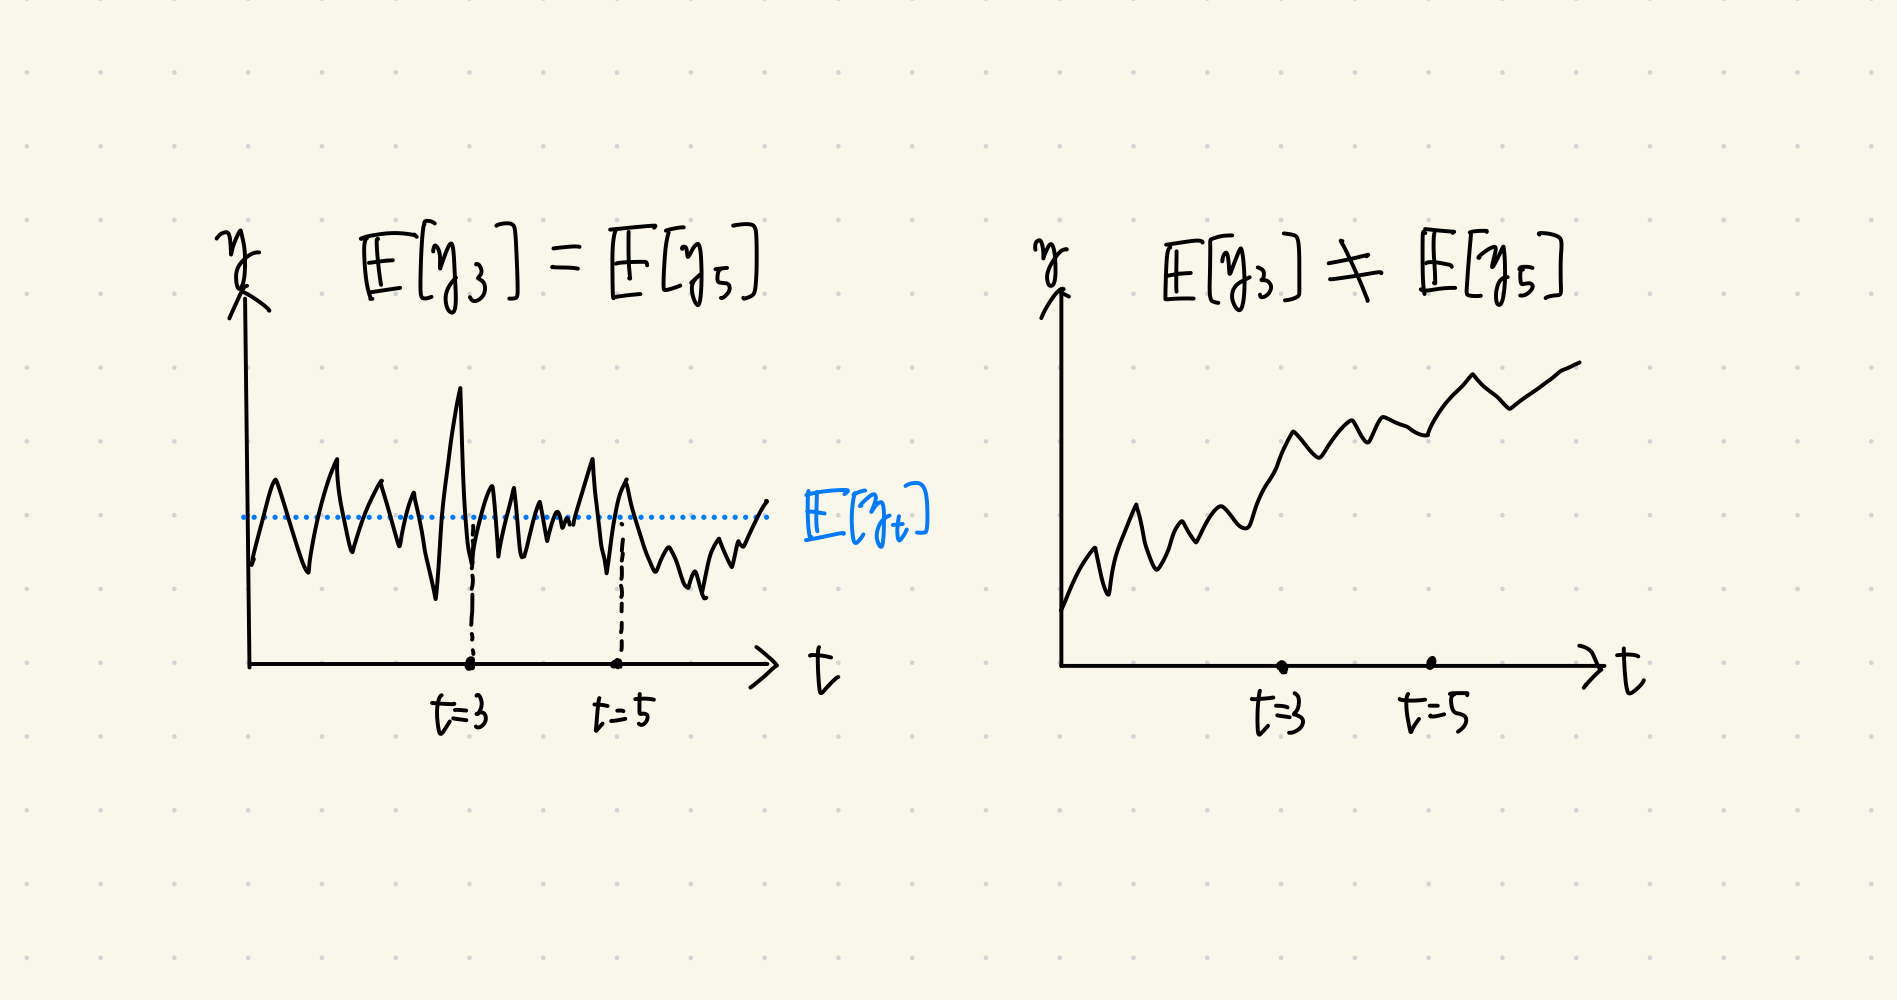 y
𝔼[y₃] = 𝔼[y₅]
𝔼[yₜ]
t
t=3
t=5
y
𝔼[y₃] ≠ 𝔼[y₅]
t
t=3
t=5